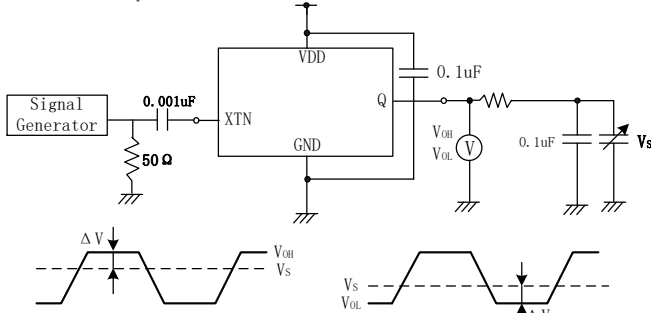 VDD
0.1uF
Signal
Generator
0.001uF
XTN
Q
50Ω
GND
VOH
VOL
V
0.1uF
VS
ΔV
VOH
VS
VS
VOL
ΔV